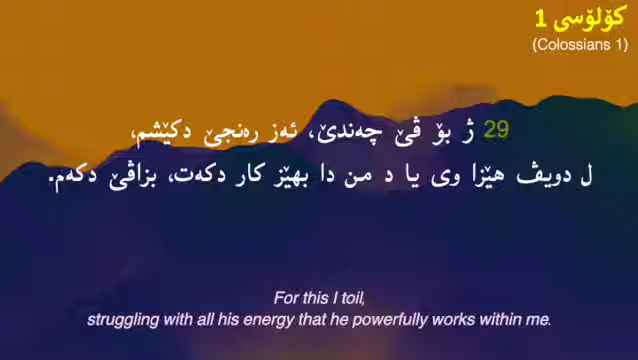 کۆلۆسی 1
(Colossians 1)
29 ژ بۆ ڤێ چەندێ، ئەز رەنجێ دکێشم،
ل دویڤ هێزا وی یا د من دا بهێز کار دکەت، بزاڤێ دکەم.
For this I toil,
struggling with all his energy that he powerfully works within me.